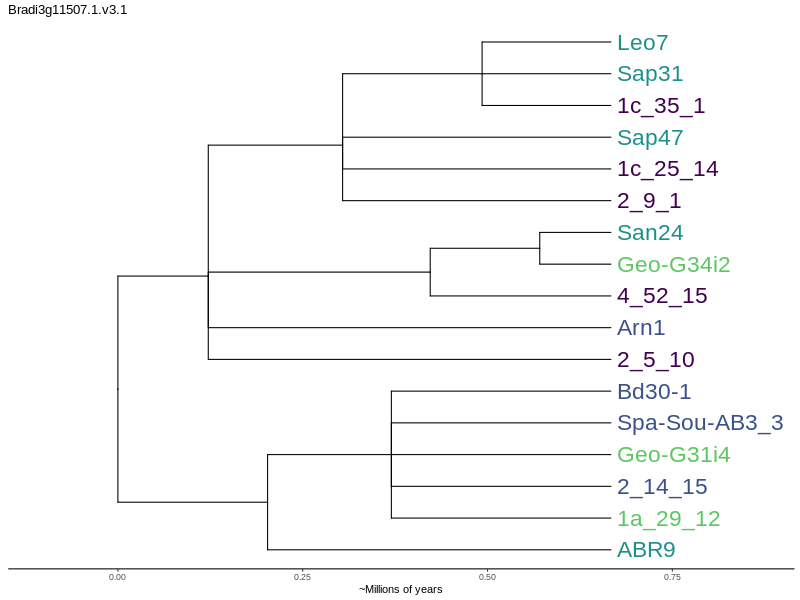 Bradi3g11507.1.v3.1
Leo7
Sap31
1c_35_1
Sap47
1c_25_14
2_9_1
San24
Geo-G34i2
4_52_15
Arn1
2_5_10
Bd30-1
Spa-Sou-AB3_3
Geo-G31i4
2_14_15
1a_29_12
ABR9
0.00 0.25 0.50 0.75
~Millions of years